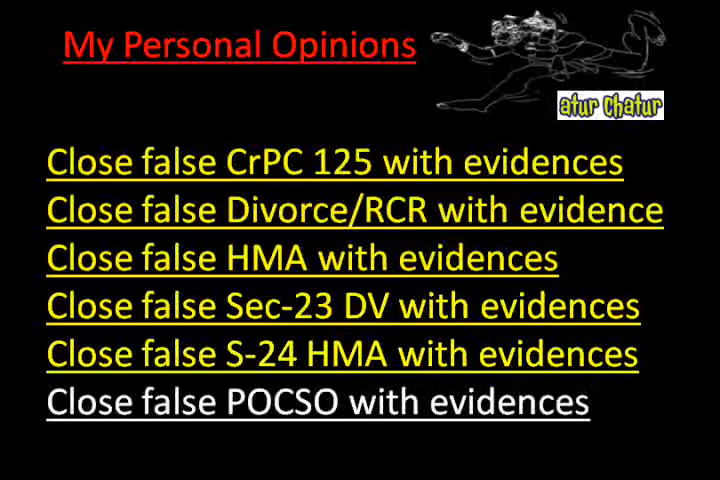 My Personal Opinions
atur chatur
Close false CrPC 125 with evidences
Close false Divorce/RCR with evidence
Close false HMA with evidences
Close false Sec-23 DV with evidences
Close false S-24 HMA with evidences
Close false POCSO with evidences